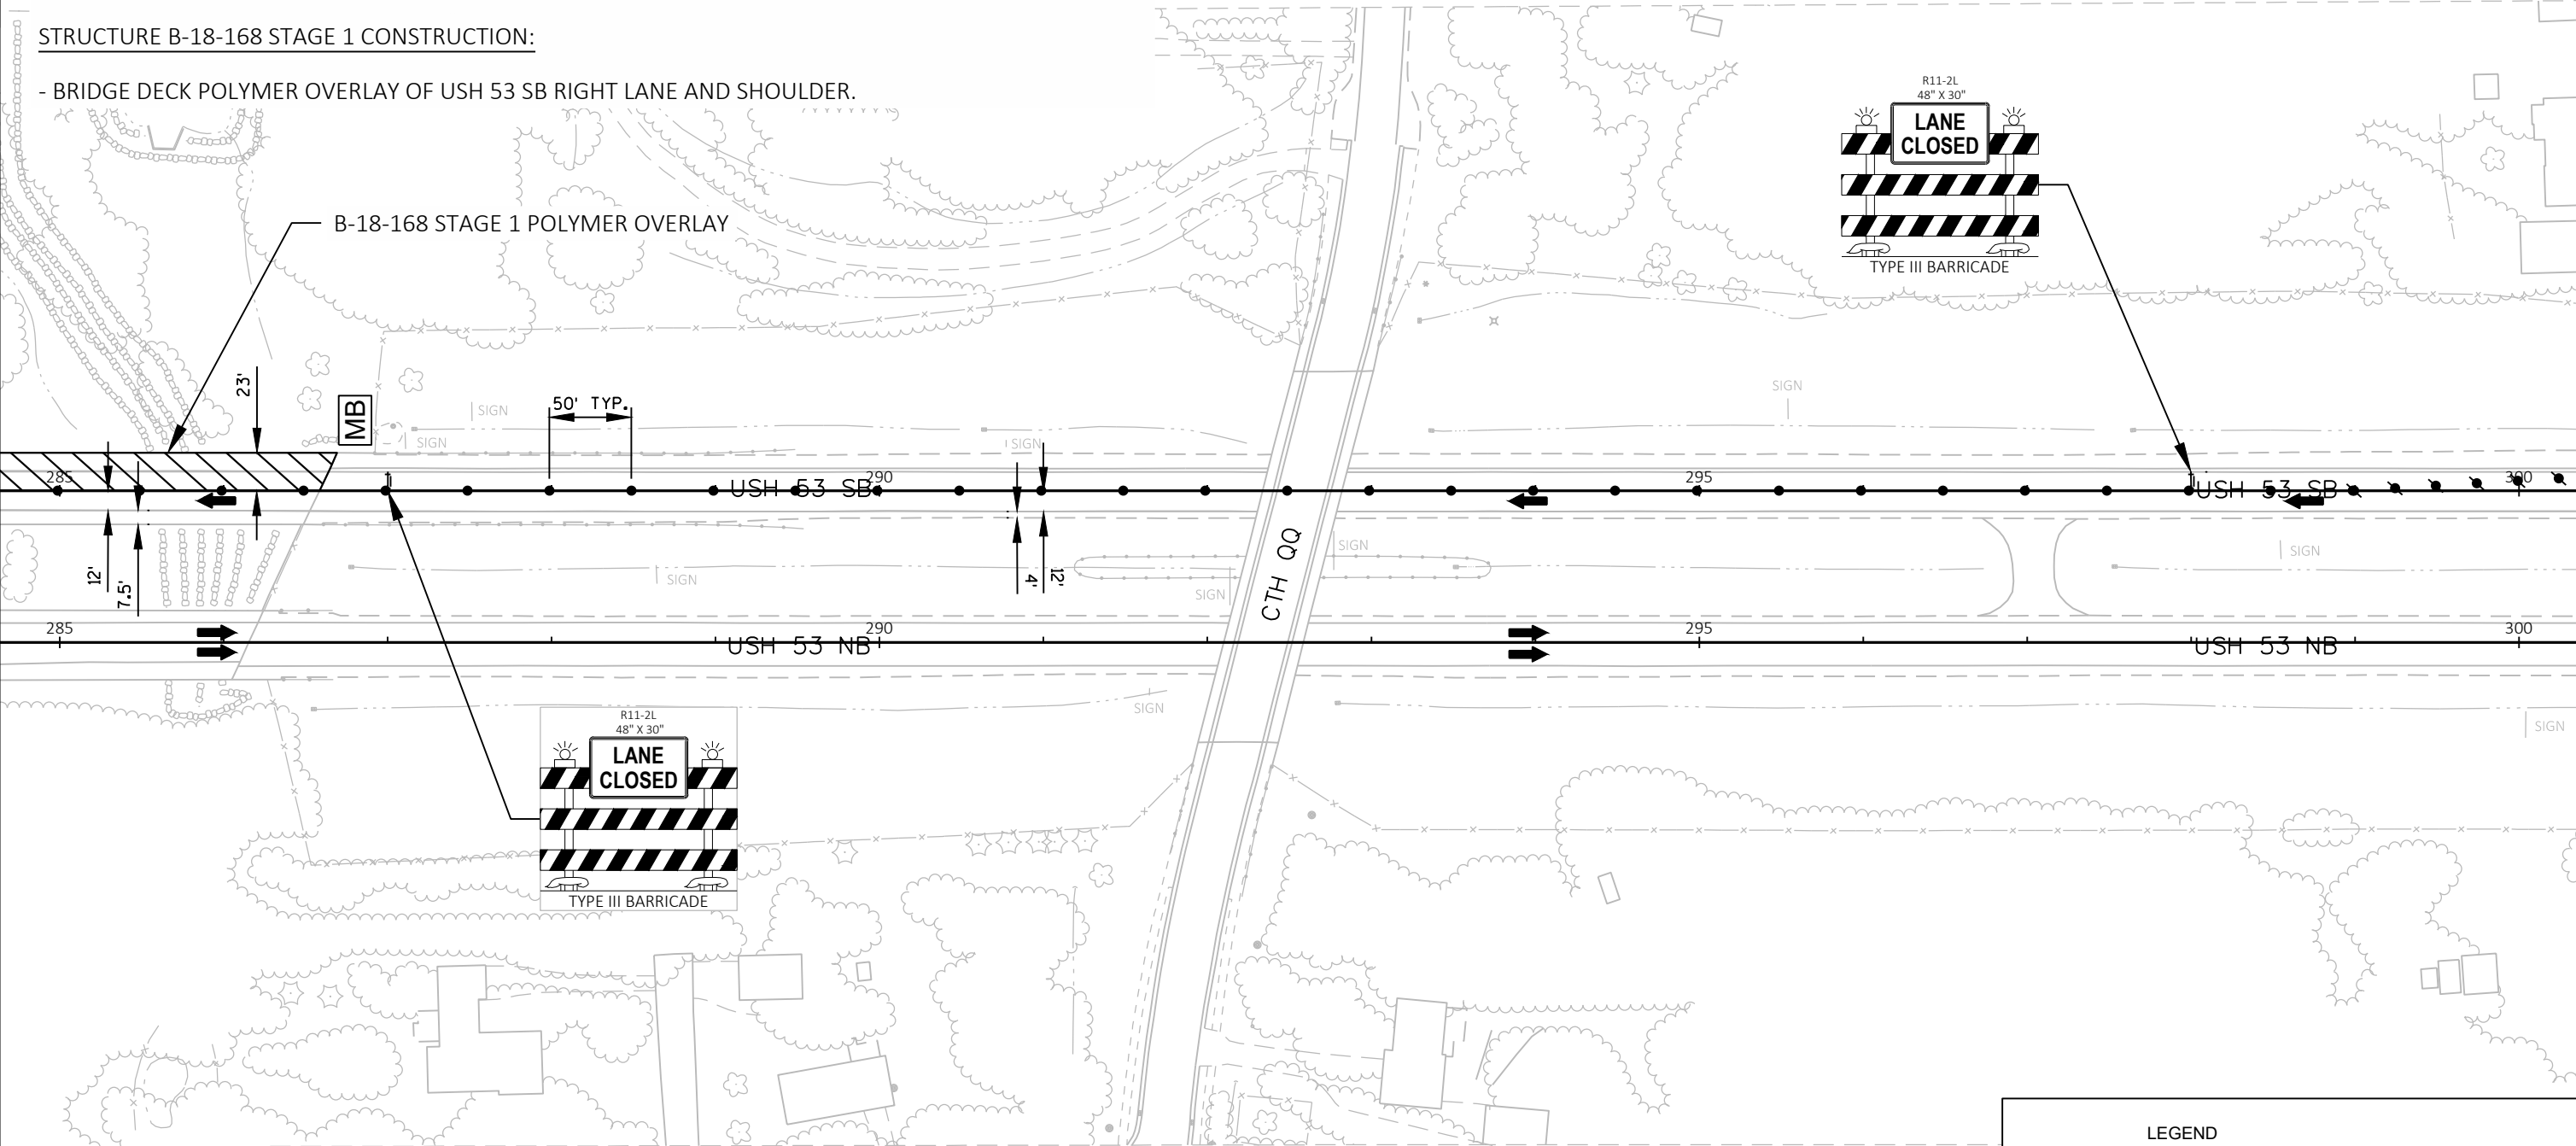 STRUCTURE B-18-168 STAGE 1 CONSTRUCTION:
- BRIDGE DECK POLYMER OVERLAY OF USH 53 SB RIGHT LANE AND SHOULDER.
R11-2L
48" X 30"
LANE
CLOSED
TYPE III BARRICADE
B-18-168 STAGE 1 POLYMER OVERLAY
23'
MB
50' TYP.
SIGN
SIGN
SIGN
SIGN
285
290
295
300
USH 53 SB
USH 53 SB
12'
7.5'
4'
12'
SIGN
SIGN
SIGN
SIGN
CTH QQ
285
290
295
300
USH 53 NB
USH 53 NB
SIGN
SIGN
R11-2L
48" X 30"
LANE
CLOSED
TYPE III BARRICADE
LEGEND